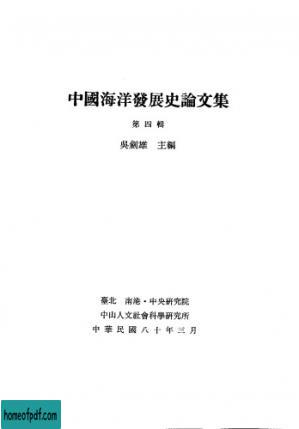 中國海洋發展史論文集
第四輯
吳劍雄 主編
臺北 南港·中央研究院
中山人文社會科學研究所
中華民國八十年三月
homeofpdf.com